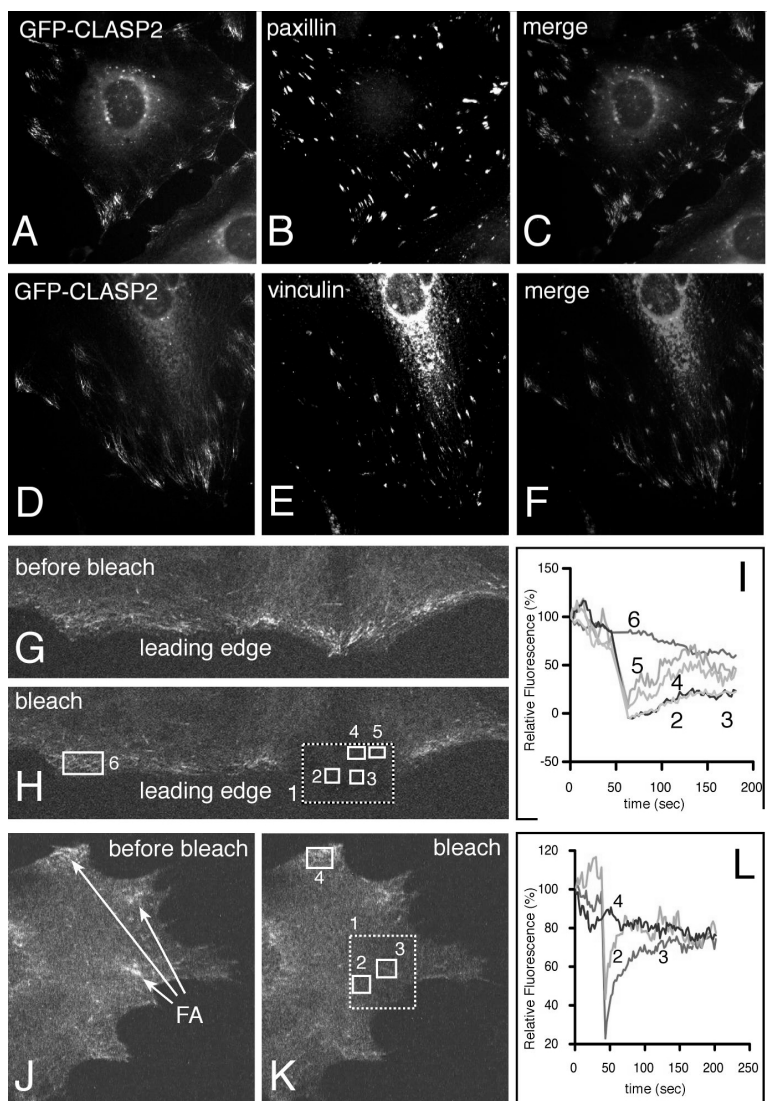 GFP-CLASP2
paxillin
merge
A
B
C
GFP-CLASP2
vinculin
merge
D
E
F
before bleach
leading edge
G
bleach
4 5
6
2 3
1
leading edge
H
I
Relative Fluorescence (%)
150
100
50
0
-50
6
5
4
2 3
0 50 100 150 200
time (sec)
before bleach
FA
J
bleach
4
1
3
2
K
L
Relative Fluorescence (%)
120
100
80
60
40
20
4
2 3
0 50 100 150 200 250
time (sec)